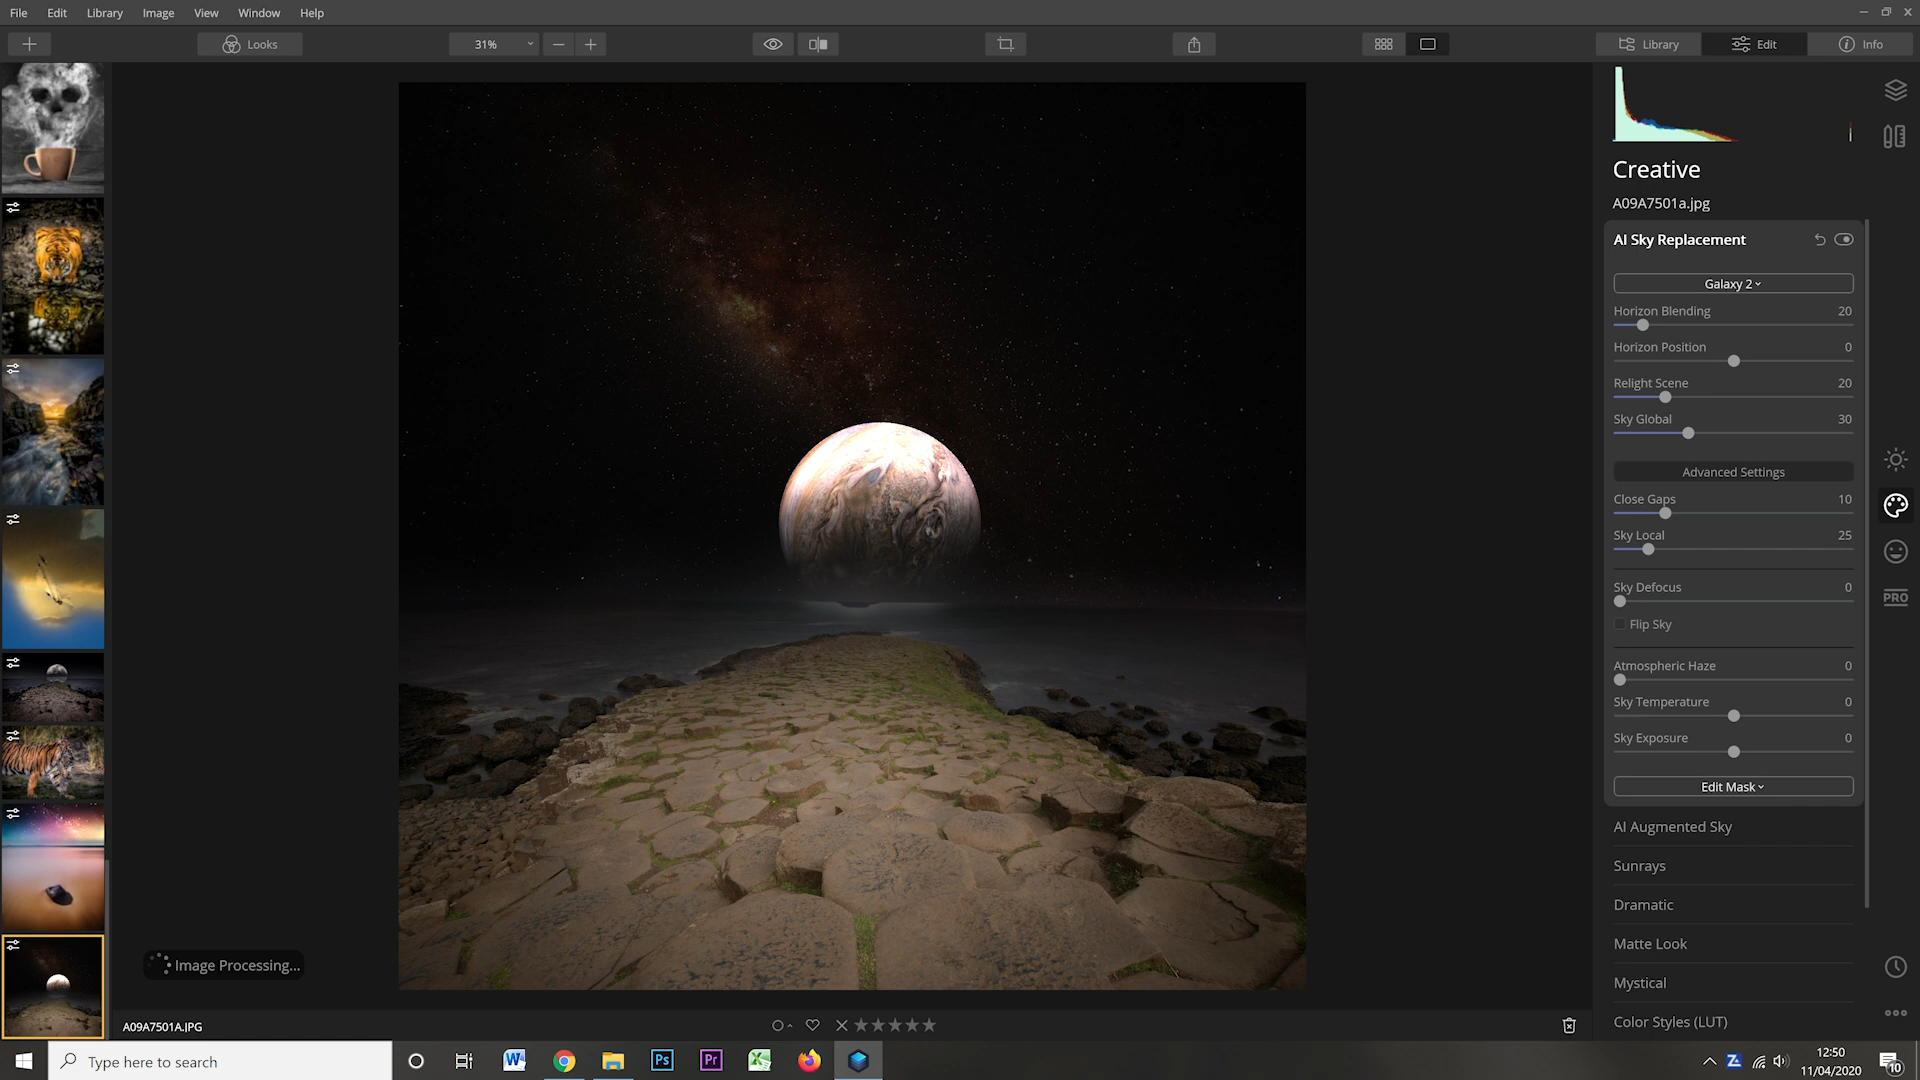 File Edit Library Image View Window Help
Looks 31% Library Edit Info
Creative
A09A7501a.jpg
AI Sky Replacement
Galaxy 2
Horizon Blending 20
Horizon Position 0
Relight Scene 20
Sky Global 30
Advanced Settings
Close Gaps 10
Sky Local 25
Sky Defocus 0
Flip Sky
Atmospheric Haze 0
Sky Temperature 0
Sky Exposure 0
Edit Mask
AI Augmented Sky
Sunrays
Dramatic
Matte Look
Mystical
Color Styles (LUT)
PRO
Image Processing...
A09A7501A.JPG
Type here to search
W
Ps
Pr
X
Z
12:50
11/04/2020
10